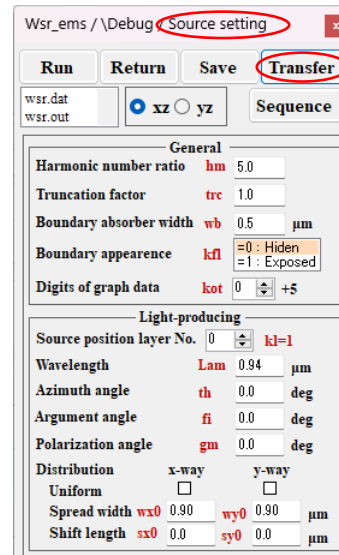 Wsr_ems / \Debug / Source setting x
Run Return Save Transfer
wsr.dat
wsr.out
xz yz Sequence
General
Harmonic number ratio hm 5.0
Truncation factor trc 1.0
Boundary absorber width wb 0.5 μm
Boundary appearence kfl =0 : Hiden
=1 : Exposed
Digits of graph data kot 0 +5
Light-producing
Source position layer No. 0 kl=1
Wavelength Lam 0.94 μm
Azimuth angle th 0.0 deg
Argument angle fi 0.0 deg
Polarization angle gm 0.0 deg
Distribution x-way y-way
Uniform
Spread width wx0 0.90 wy0 0.90 μm
Shift length sx0 0.0 sy0 0.0 μm